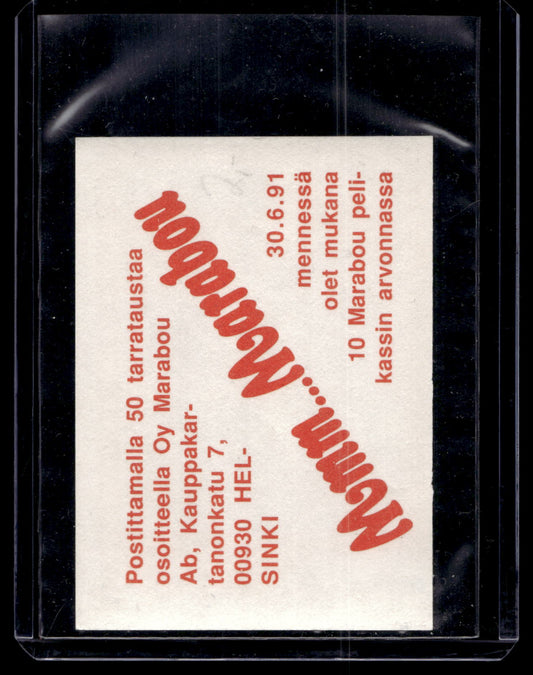 Postittamalla 50 tarrataustaa
osoitteella Oy Marabou
Ab, Kauppakar-
tanonkatu 7,
00930 HEL-
SINKI
Mmm...Marabou
30.6.91
mennessä
olet mukana
10 Marabou peli-
kassin arvonnassa
2,-